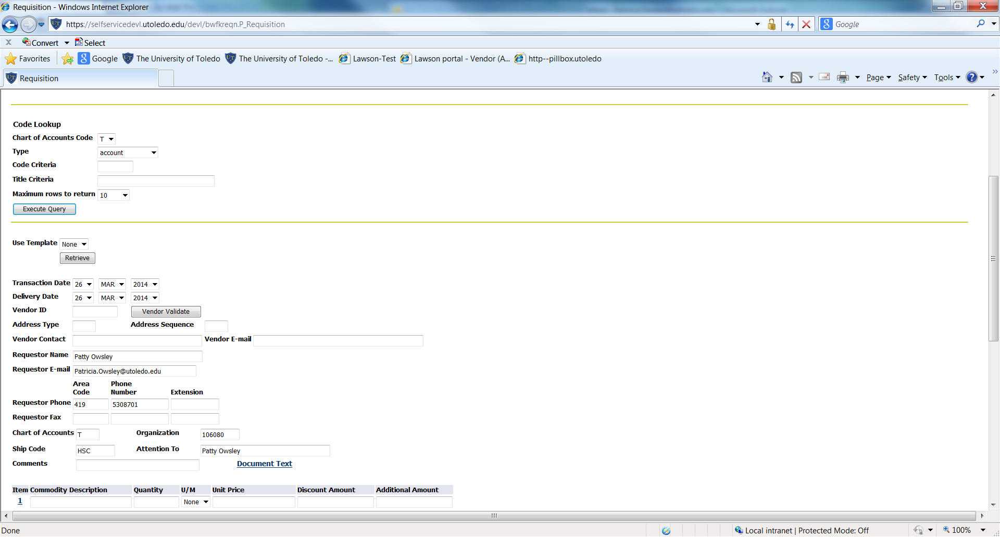 Requisition - Windows Internet Explorer
https://selfservicedevl.utoledo.edu/devl/bwfkreqn.P_Requisition
Google
x Convert Select
Favorites Google The University of Toledo The University of Toledo -... Lawson-Test Lawson portal - Vendor (A... http--pillbox.utoledo
Requisition
Page Safety Tools
Code Lookup
Chart of Accounts Code T
Type account
Code Criteria
Title Criteria
Maximum rows to return 10
Execute Query
Use Template None
Retrieve
Transaction Date 26 MAR 2014
Delivery Date 26 MAR 2014
Vendor ID Vendor Validate
Address Type Address Sequence
Vendor Contact Vendor E-mail
Requestor Name Patty Owsley
Requestor E-mail Patricia.Owsley@utoledo.edu
Area Code Phone Number Extension
Requestor Phone 419 5308701
Requestor Fax
Chart of Accounts T Organization 106080
Ship Code HSC Attention To Patty Owsley
Comments Document Text
Item Commodity Description Quantity U/M Unit Price Discount Amount Additional Amount
1 None
Done Local intranet | Protected Mode: Off 100%